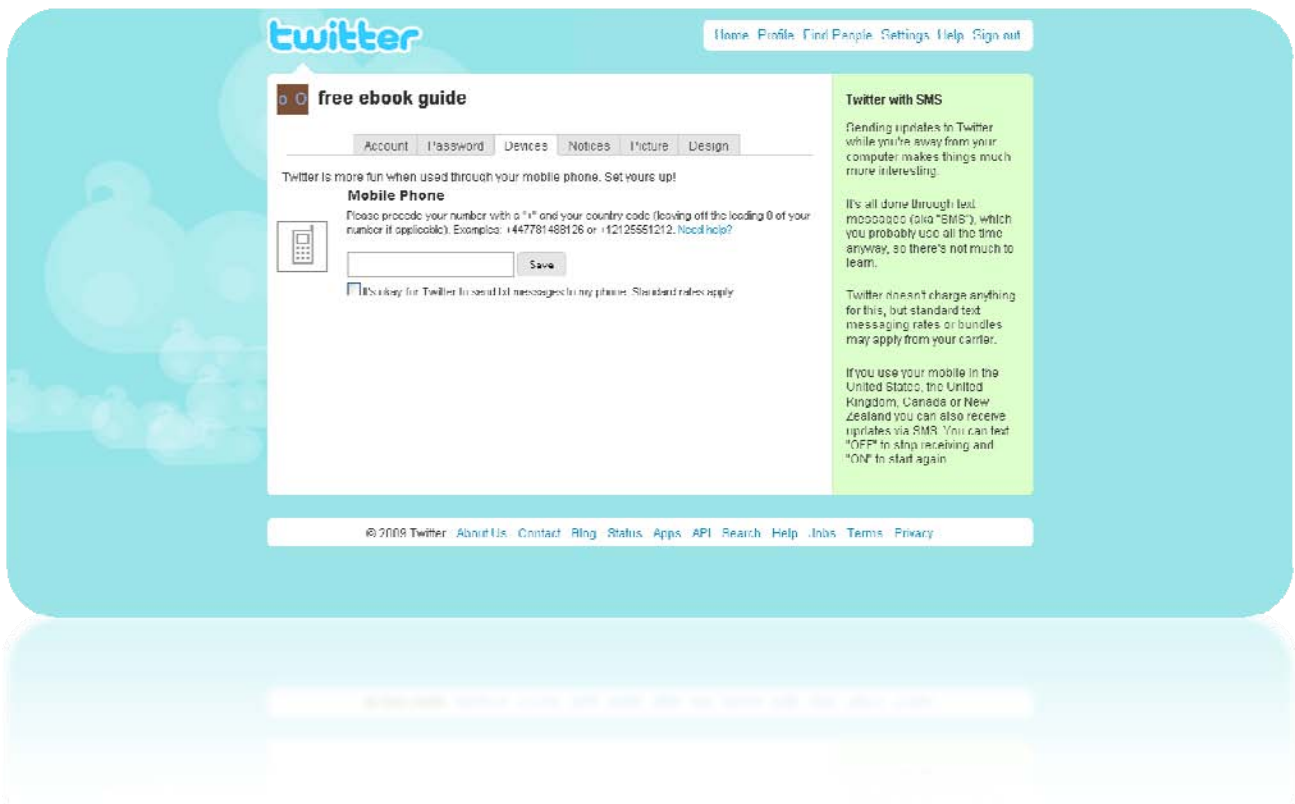 twitter
Home Profile Find People Settings Help Sign out
o O free ebook guide
Account Password Devices Notices Picture Design
Twitter is more fun when used through your mobile phone. Set yours up!
Mobile Phone
Please precede your number with a "+" and your country code (leaving off the leading 0 of your
number if applicable). Examples: +447781488126 or +12125551212. Need help?
Save
It's okay for Twitter to send txt messages to my phone. Standard rates apply.
Twitter with SMS
Sending updates to Twitter
while you're away from your
computer makes things much
more interesting.
It's all done through text
messages (aka "SMS"), which
you probably use all the time
anyway, so there's not much to
learn.
Twitter doesn't charge anything
for this, but standard text
messaging rates or bundles
may apply from your carrier.
If you use your mobile in the
United States, the United
Kingdom, Canada or New
Zealand you can also receive
updates via SMS. You can text
"OFF" to stop receiving and
"ON" to start again
© 2009 Twitter About Us Contact Blog Status Apps API Search Help Jobs Terms Privacy